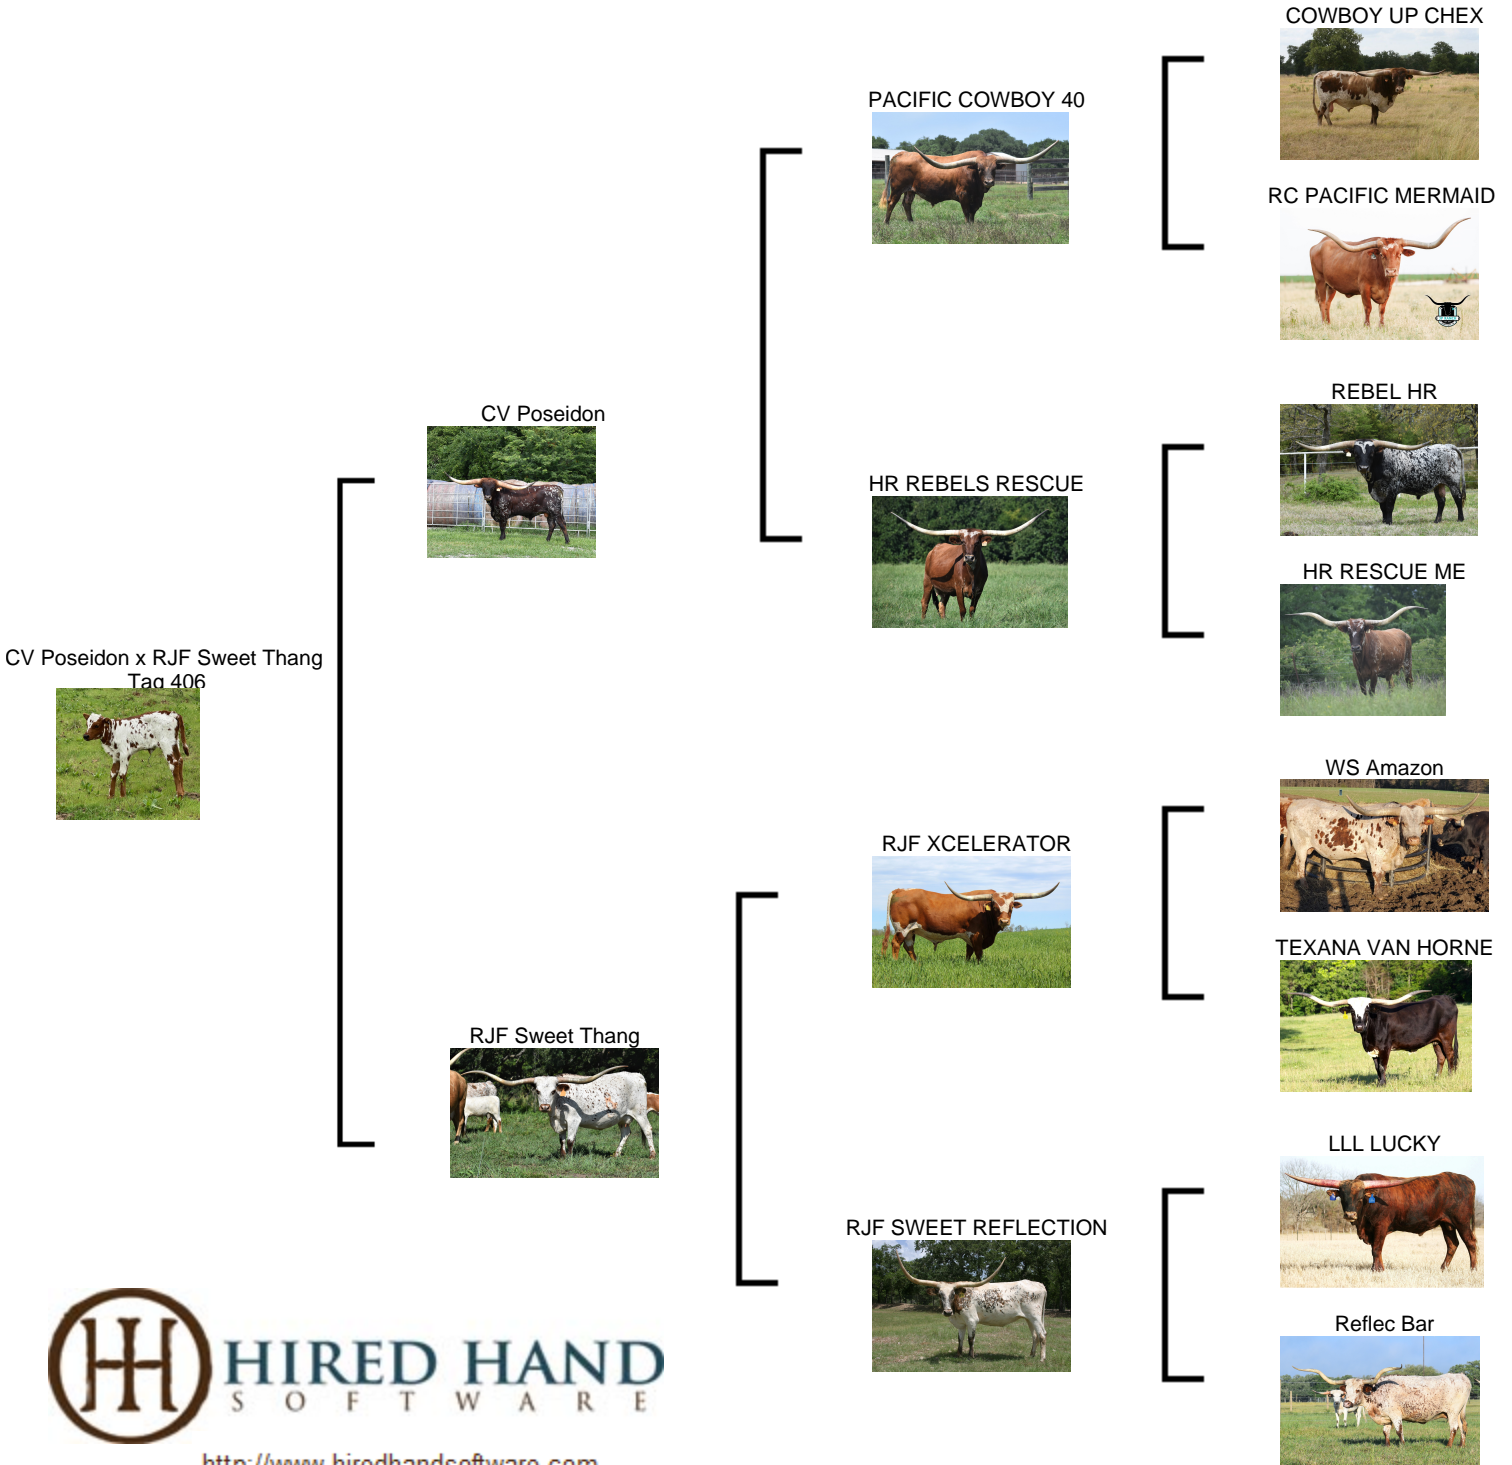 COWBOY UP CHEX
PACIFIC COWBOY 40
RC PACIFIC MERMAID
REBEL HR
CV Poseidon
HR REBELS RESCUE
HR RESCUE ME
CV Poseidon x RJF Sweet Thang
Tag 406
WS Amazon
RJF XCELERATOR
TEXANA VAN HORNE
RJF Sweet Thang
LLL LUCKY
RJF SWEET REFLECTION
Reflec Bar
HIRED HAND
SOFTWARE
http://www.hiredhandsoftware.com